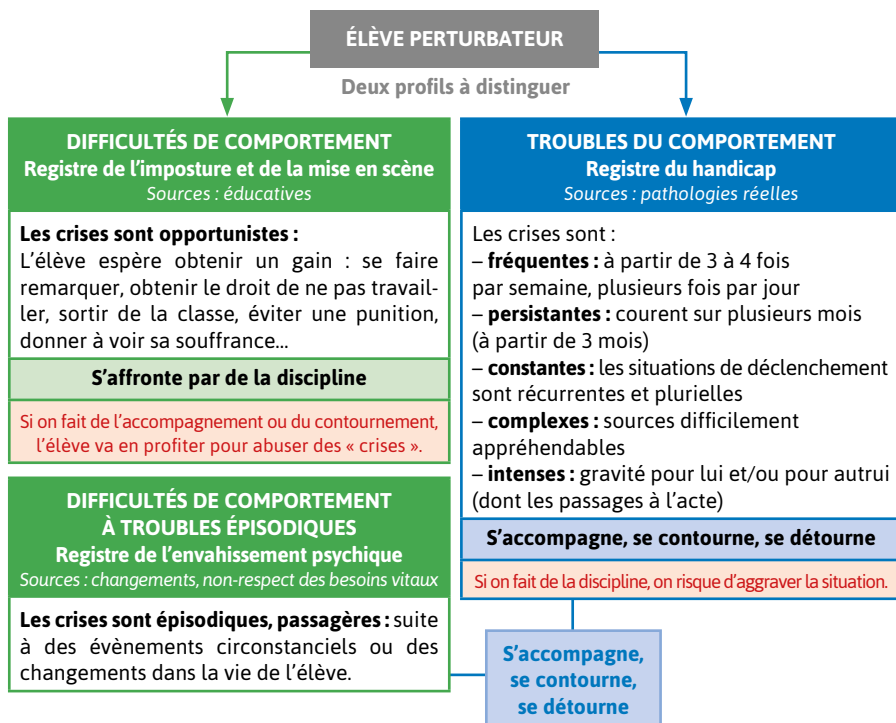 ÉLÈVE PERTURBATEUR
Deux profils à distinguer
DIFFICULTÉS DE COMPORTEMENT
Registre de l’imposture et de la mise en scène
Sources : éducatives
Les crises sont opportunistes :
L’élève espère obtenir un gain : se faire
remarquer, obtenir le droit de ne pas travail-
ler, sortir de la classe, éviter une punition,
donner à voir sa souffrance…
S’affronte par de la discipline
Si on fait de l’accompagnement ou du contournement,
l’élève va en profiter pour abuser des « crises ».
DIFFICULTÉS DE COMPORTEMENT
À TROUBLES ÉPISODIQUES
Registre de l’envahissement psychique
Sources : changements, non-respect des besoins vitaux
Les crises sont épisodiques, passagères : suite
à des évènements circonstanciels ou des
changements dans la vie de l’élève.
TROUBLES DU COMPORTEMENT
Registre du handicap
Sources : pathologies réelles
Les crises sont :
– fréquentes : à partir de 3 à 4 fois
par semaine, plusieurs fois par jour
– persistantes : courent sur plusieurs mois
(à partir de 3 mois)
– constantes : les situations de déclenchement
sont récurrentes et plurielles
– complexes : sources difficilement
appréhendables
– intenses : gravité pour lui et/ou pour autrui
(dont les passages à l’acte)
S’accompagne, se contourne, se détourne
Si on fait de la discipline, on risque d’aggraver la situation.
S’accompagne,
se contourne,
se détourne